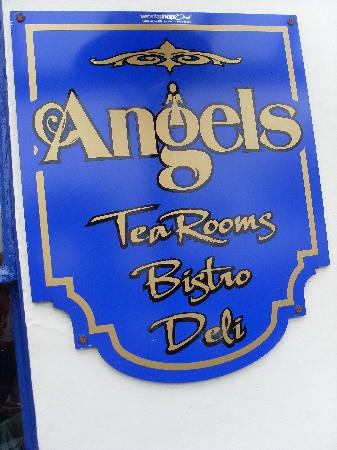 Angels
Tea Rooms
Bistro
Deli